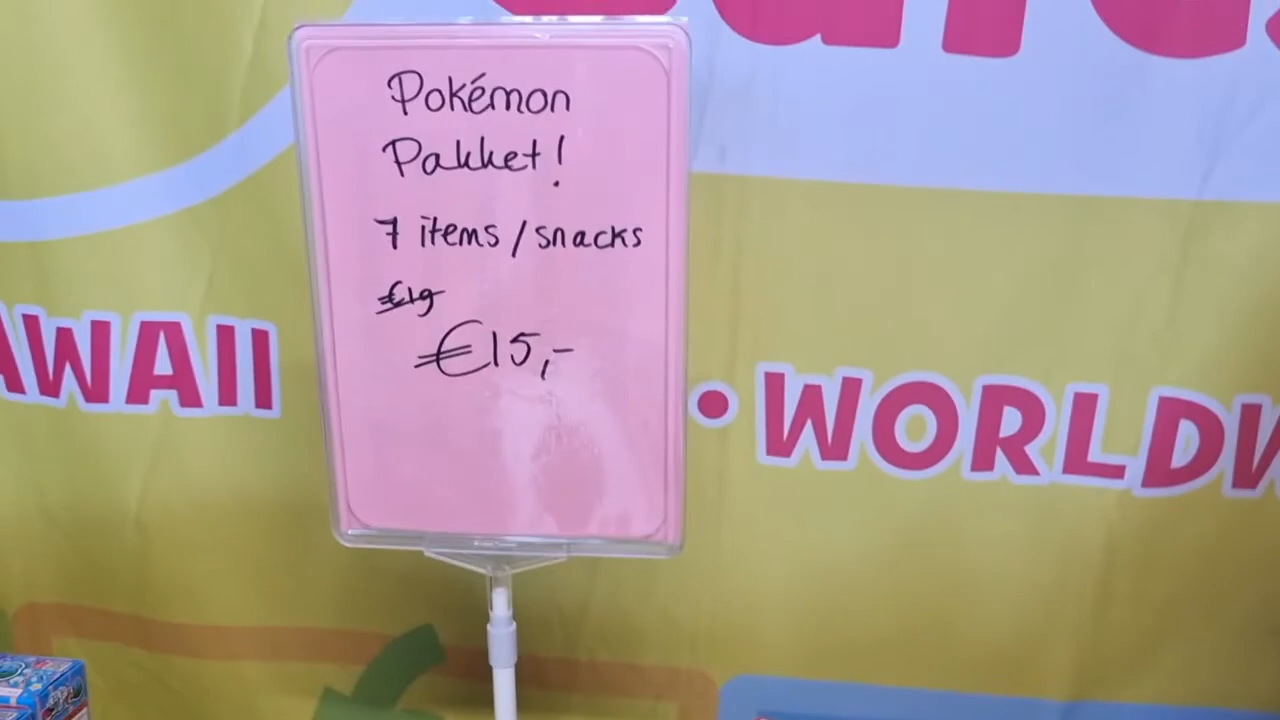 Pokémon
Pakket!
7 items/snacks
€19
€15,-
AWAII
• WORLDW